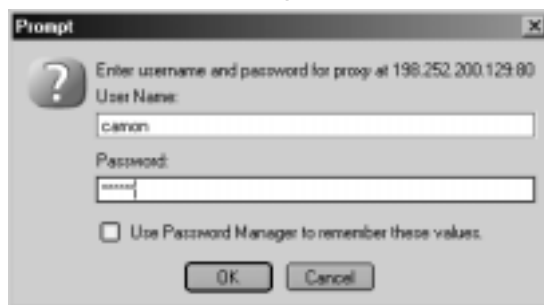 Prompt
Enter username and password for proxy at 198.252.200.129:80
User Name:
camon
Password:
******
Use Password Manager to remember these values.
OK
Cancel